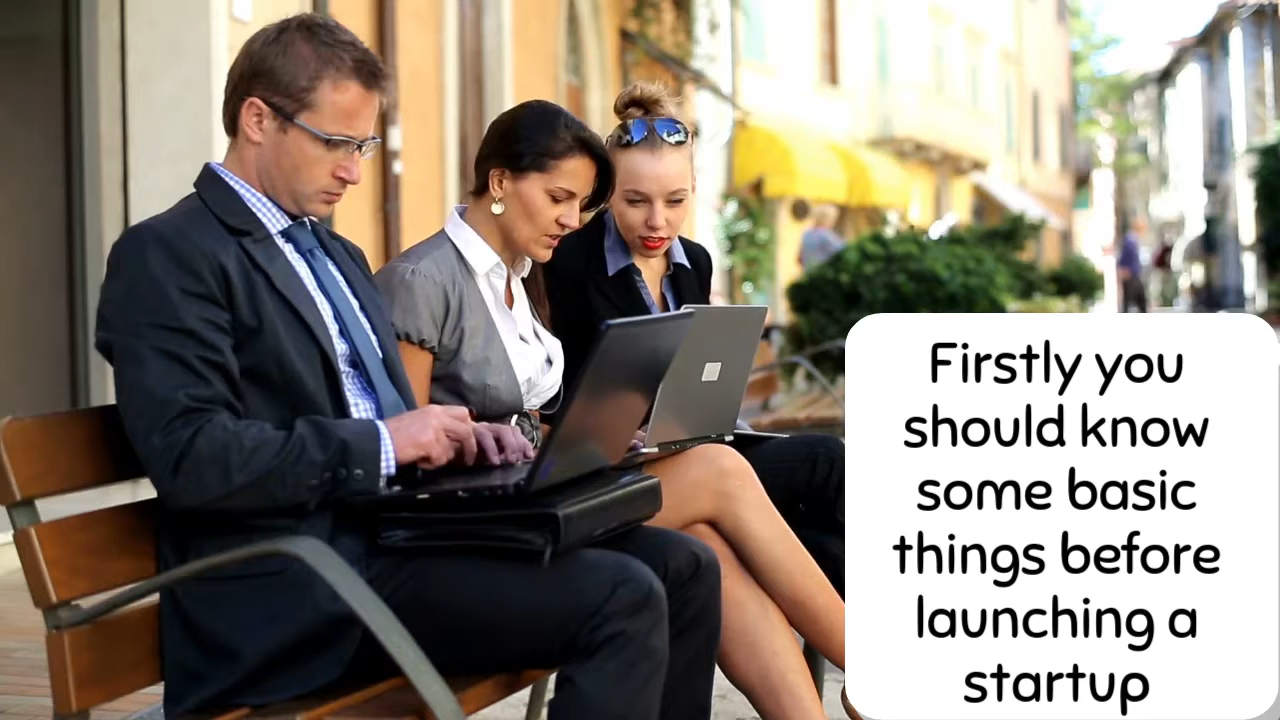 Firstly you
should know
some basic
things before
launching a
startup